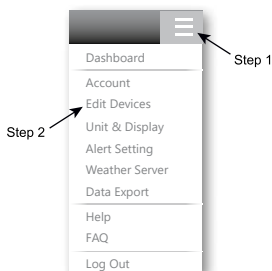 Step 1
Dashboard
Account
Edit Devices
Step 2
Unit & Display
Alert Setting
Weather Server
Data Export
Help
FAQ
Log Out